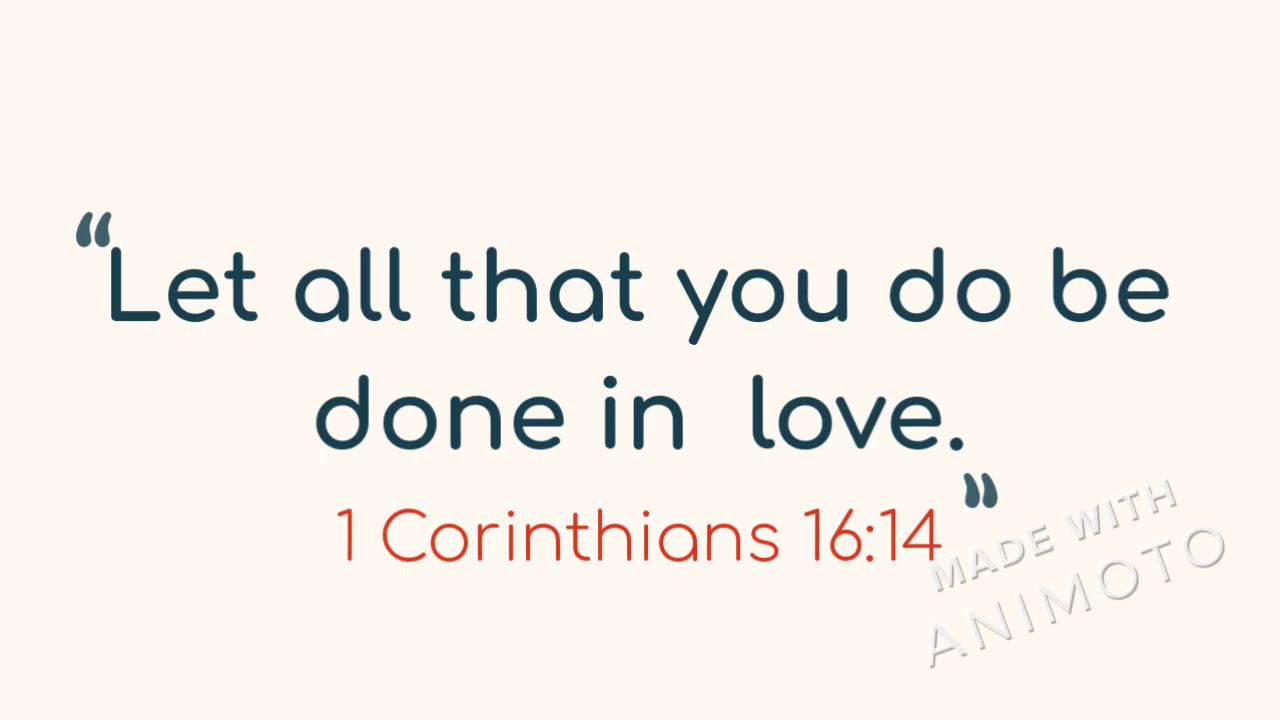 “Let all that you do be
done in  love.”
1 Corinthians 16:14
MADE WITH
ANIMOTO